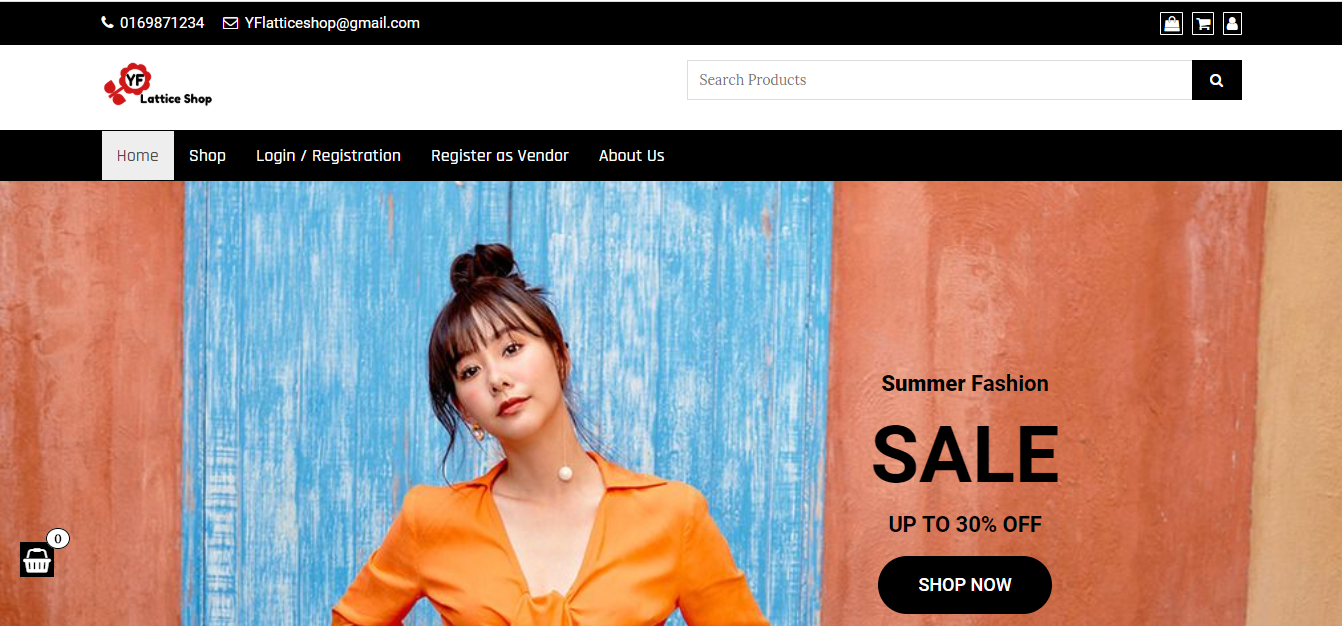 0169871234 YFlatticeshop@gmail.com
YF
Lattice Shop
Search Products
Home Shop Login / Registration Register as Vendor About Us
Summer Fashion
SALE
UP TO 30% OFF
SHOP NOW
0